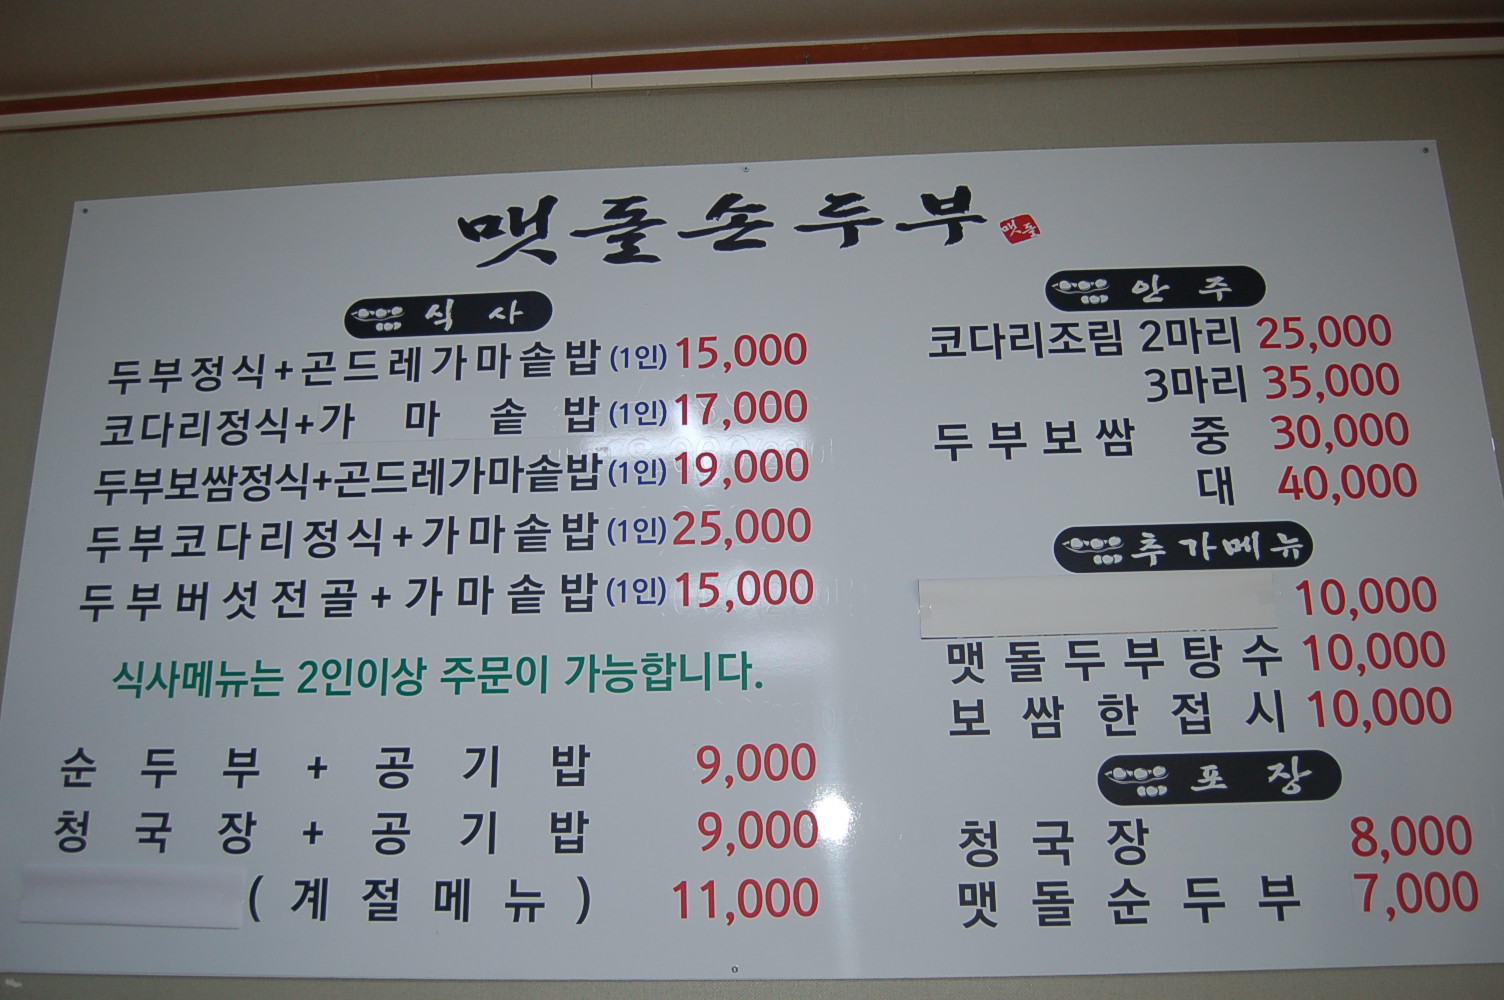 맷돌손두부
맷돌
식사
두부정식+곤드레가마솥밥(1인) 15,000
코다리정식+가마솥밥(1인) 17,000
두부보쌈정식+곤드레가마솥밥(1인) 19,000
두부코다리정식+가마솥밥(1인) 25,000
두부버섯전골+가마솥밥(1인) 15,000
식사메뉴는 2인이상 주문이 가능합니다.
순두부+공기밥 9,000
청국장+공기밥 9,000
(계절메뉴) 11,000
안주
코다리조림 2마리 25,000
3마리 35,000
두부보쌈 중 30,000
대 40,000
추가메뉴
10,000
맷돌두부탕수 10,000
보쌈한접시 10,000
포장
청국장 8,000
맷돌순두부 7,000